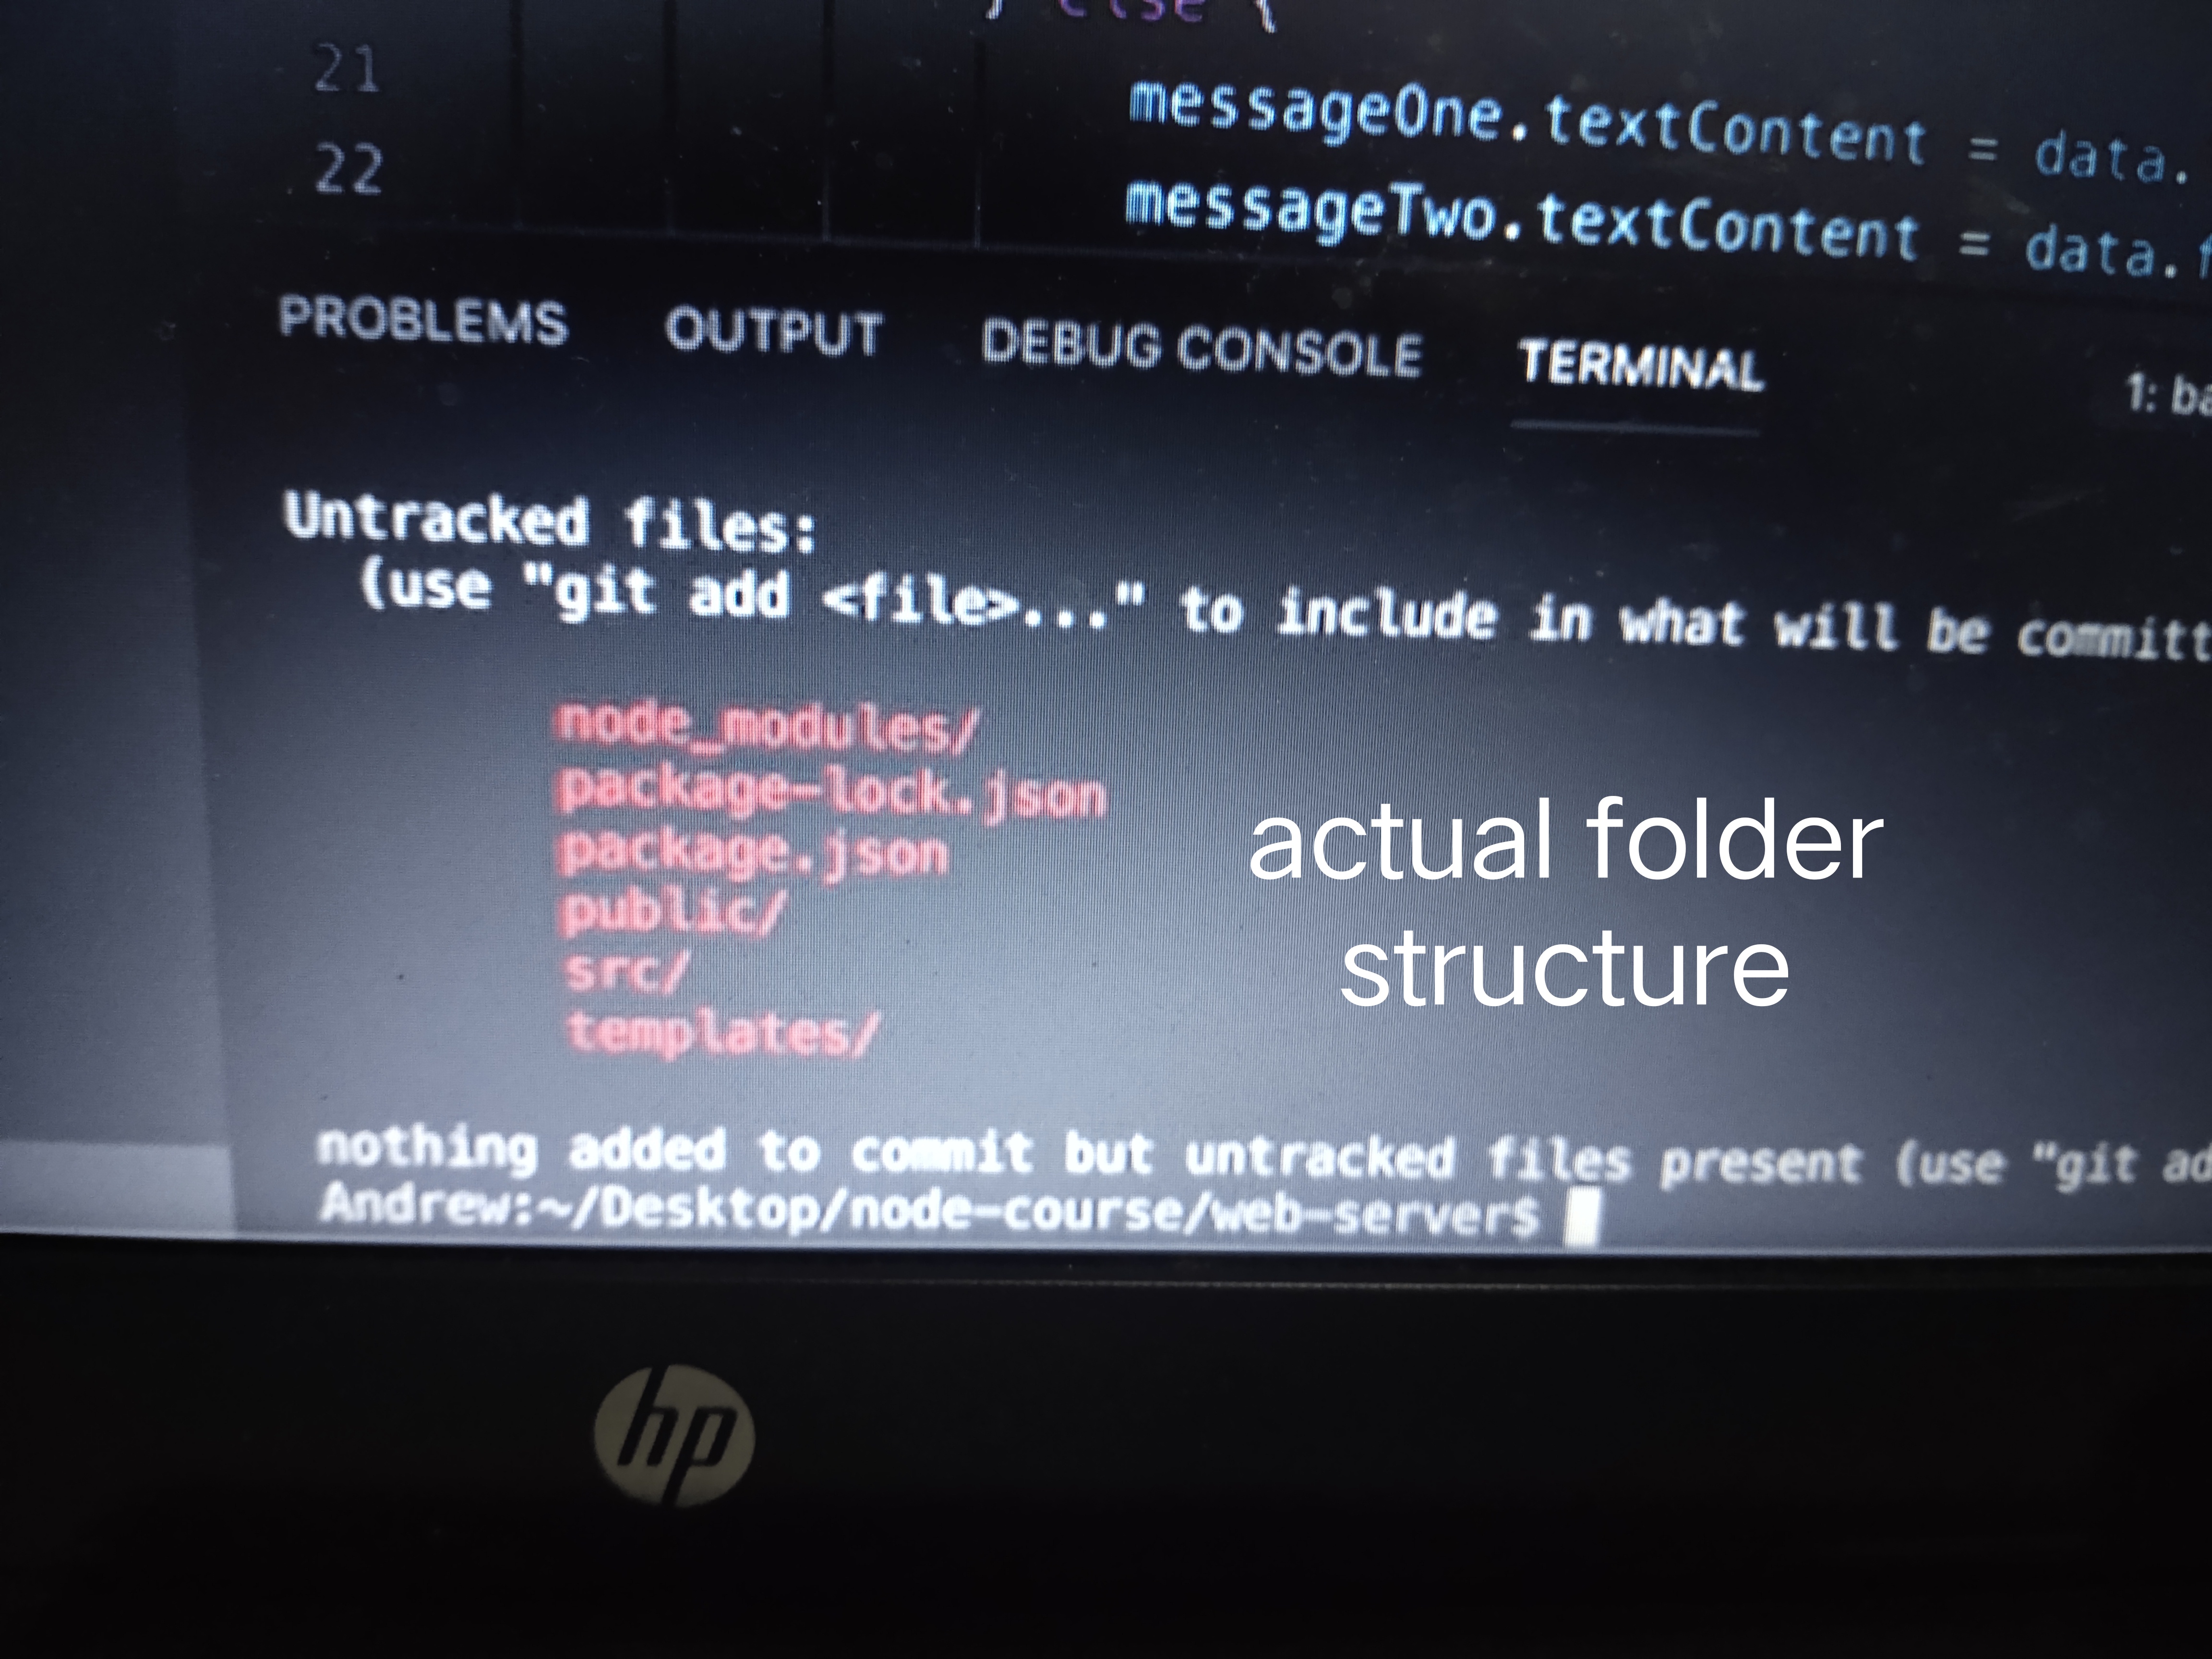 } else {
21 messageOne.textContent = data.
22 messageTwo.textContent = data.f
PROBLEMS OUTPUT DEBUG CONSOLE TERMINAL 1: ba
Untracked files:
(use "git add <file>..." to include in what will be committ
node_modules/
package-lock.json
package.json
public/
src/
templates/
actual folder
structure
nothing added to commit but untracked files present (use "git ad
Andrew:~/Desktop/node-course/web-server$
hp